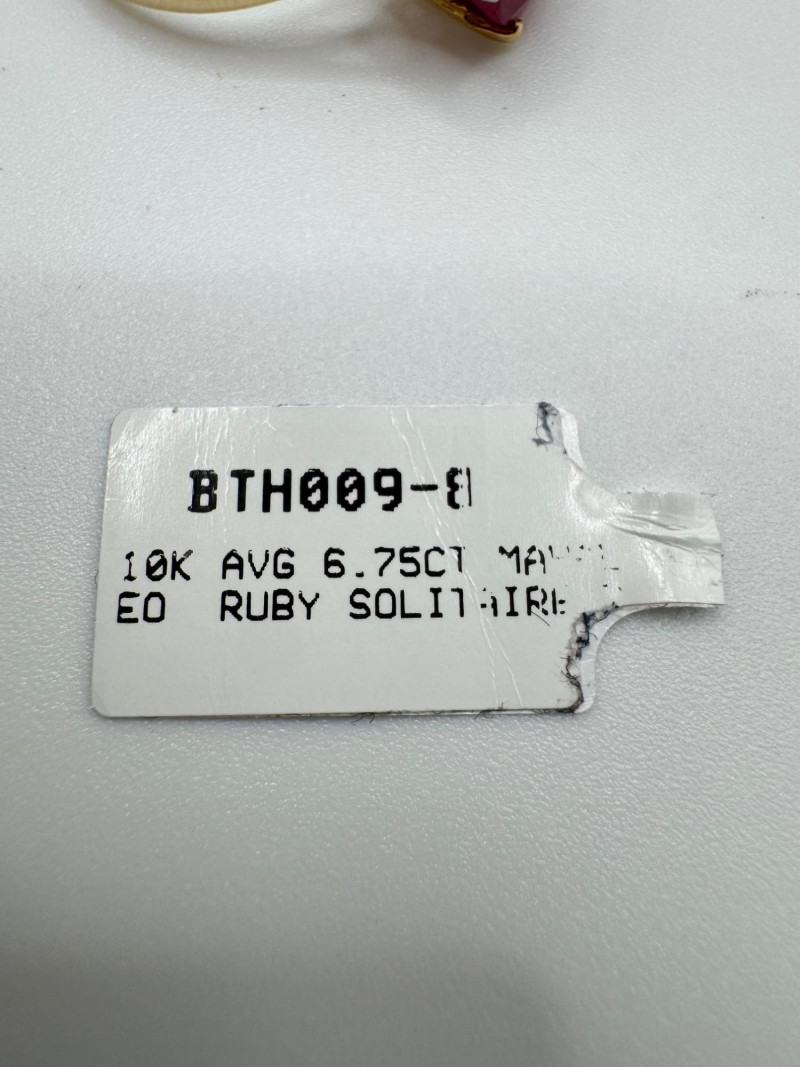 BTH009-8
10K AVG 6.75CT
EO RUBY SOLITAIRE